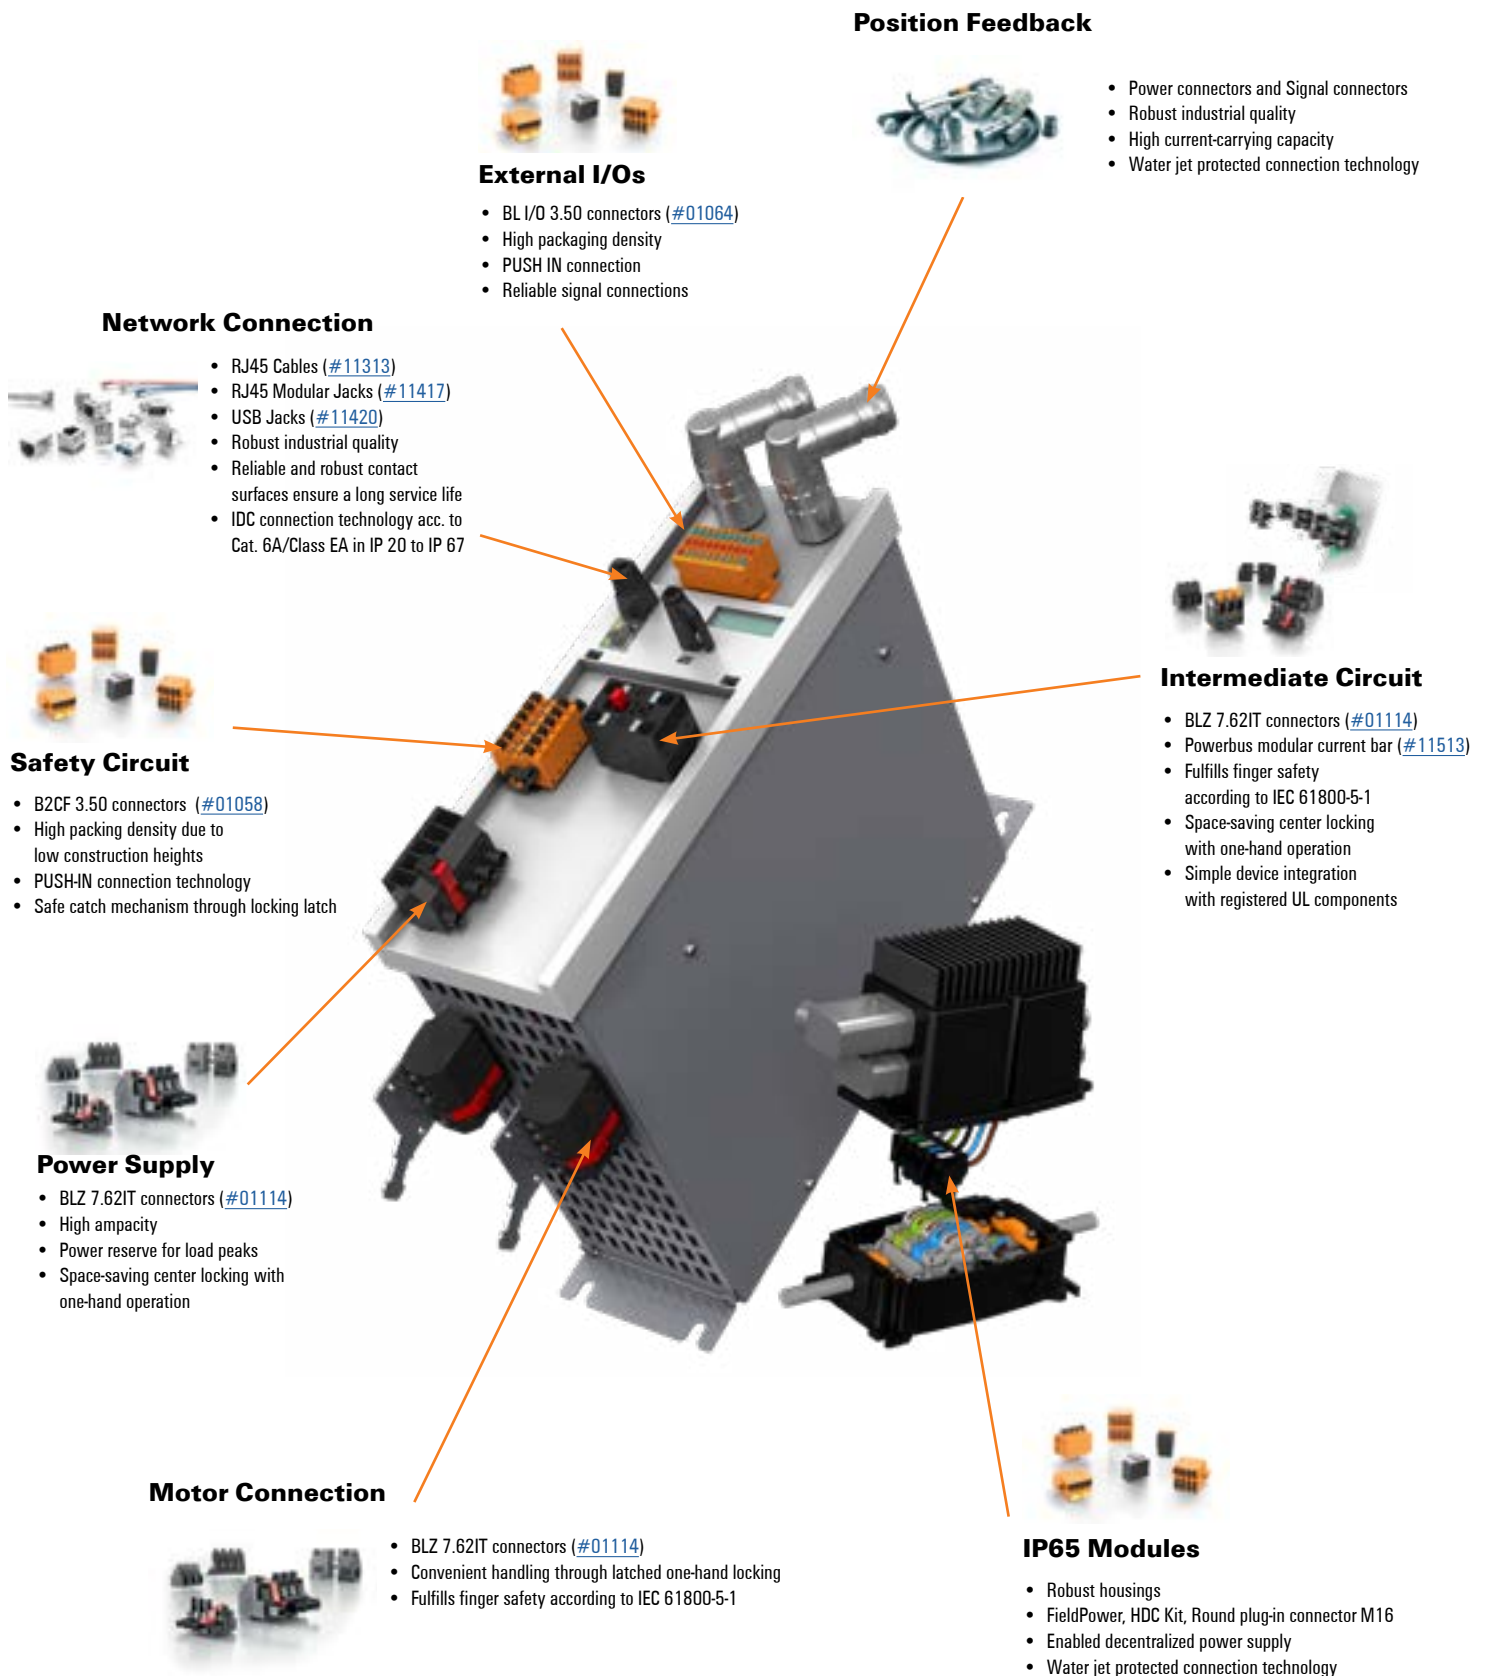 Position Feedback
• Power connectors and Signal connectors
• Robust industrial quality
• High current-carrying capacity
• Water jet protected connection technology
External I/Os
• BL I/O 3.50 connectors (#01064)
• High packaging density
• PUSH IN connection
• Reliable signal connections
Network Connection
• RJ45 Cables (#11313)
• RJ45 Modular Jacks (#11417)
• USB Jacks (#11420)
• Robust industrial quality
• Reliable and robust contact
surfaces ensure a long service life
• IDC connection technology acc. to
Cat. 6A/Class EA in IP 20 to IP 67
Intermediate Circuit
• BLZ 7.62IT connectors (#01114)
• Powerbus modular current bar (#11513)
• Fulfills finger safety
according to IEC 61800-5-1
• Space-saving center locking
with one-hand operation
• Simple device integration
with registered UL components
Safety Circuit
• B2CF 3.50 connectors (#01058)
• High packing density due to
low construction heights
• PUSH-IN connection technology
• Safe catch mechanism through locking latch
Power Supply
• BLZ 7.62IT connectors (#01114)
• High ampacity
• Power reserve for load peaks
• Space-saving center locking with
one-hand operation
Motor Connection
• BLZ 7.62IT connectors (#01114)
• Convenient handling through latched one-hand locking
• Fulfills finger safety according to IEC 61800-5-1
IP65 Modules
• Robust housings
• FieldPower, HDC Kit, Round plug-in connector M16
• Enabled decentralized power supply
• Water jet protected connection technology